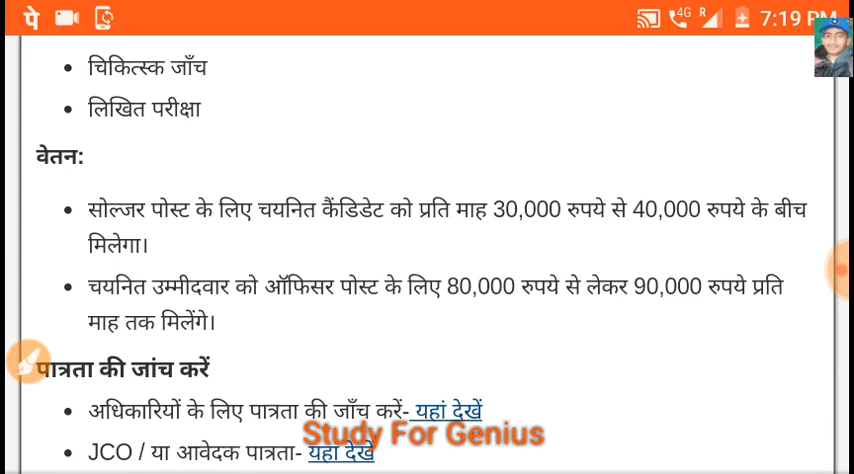 पे 4G R 7:19 PM
• चिकित्स्क जाँच
• लिखित परीक्षा
वेतन:
• सोल्जर पोस्ट के लिए चयनित कैंडिडेट को प्रति माह 30,000 रुपये से 40,000 रुपये के बीच
मिलेगा।
• चयनित उम्मीदवार को ऑफिसर पोस्ट के लिए 80,000 रुपये से लेकर 90,000 रुपये प्रति
माह तक मिलेंगे।
पात्रता की जांच करें
• अधिकारियों के लिए पात्रता की जाँच करें- यहां देखें
Study For Genius
• JCO / या आवेदक पात्रता- यहां देखें